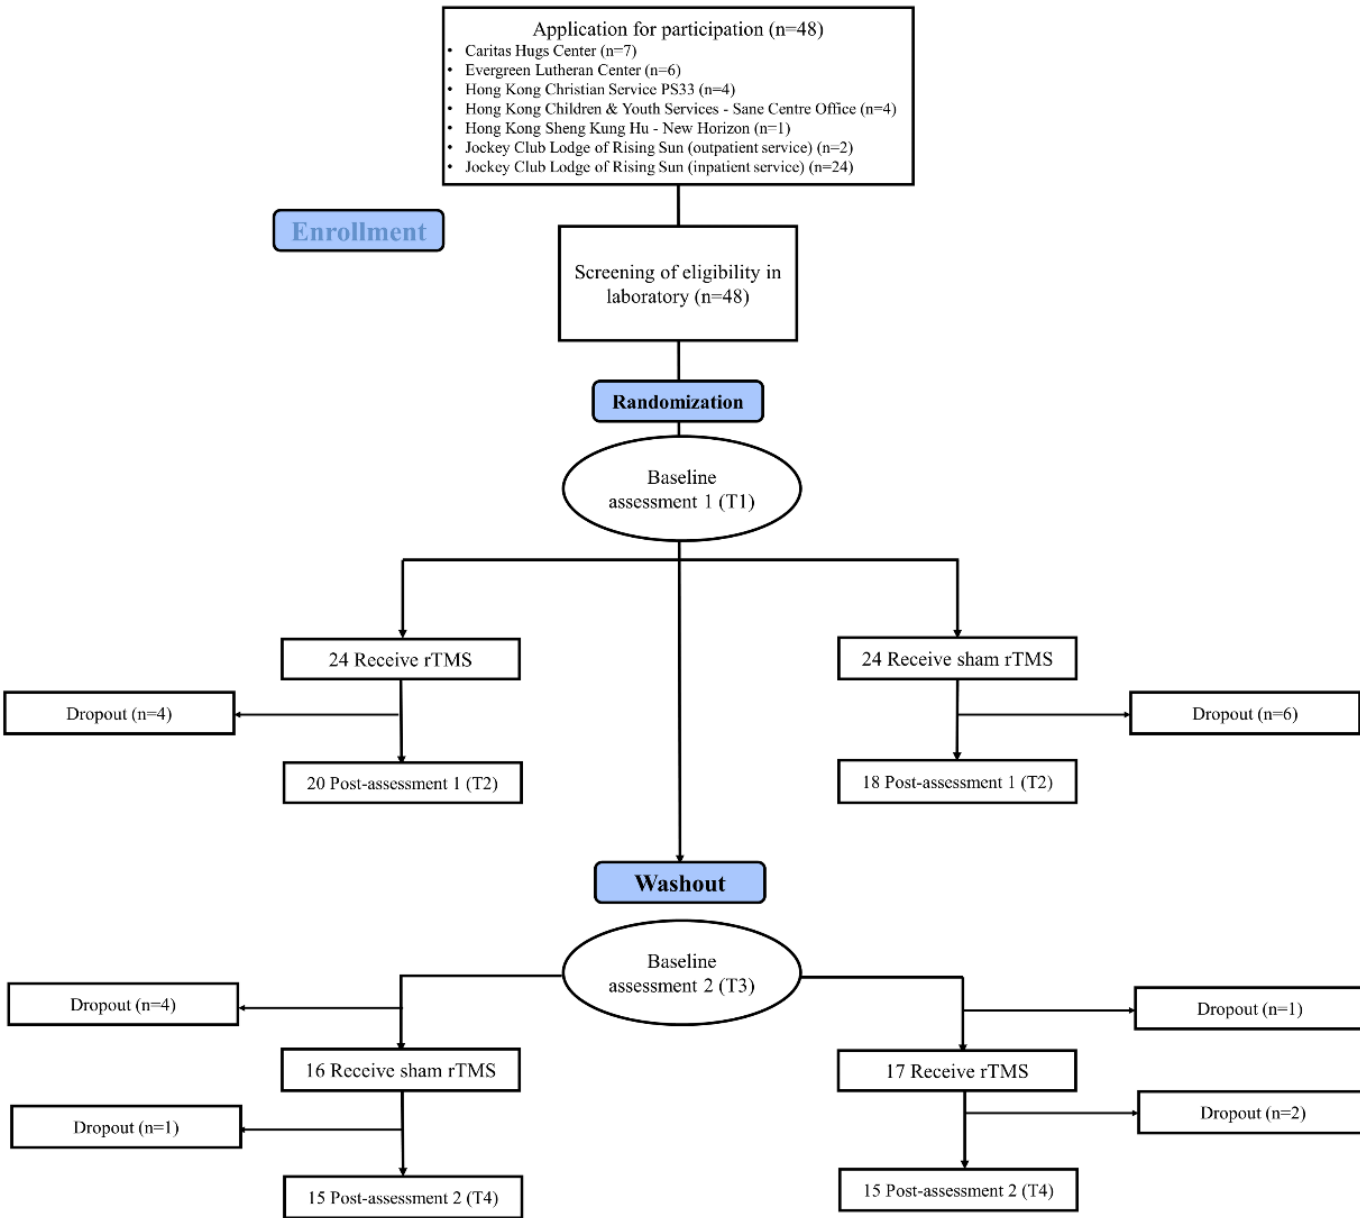 Application for participation (n=48)
• Caritas Hugs Center (n=7)
• Evergreen Lutheran Center (n=6)
• Hong Kong Christian Service PS33 (n=4)
• Hong Kong Children & Youth Services - Sane Centre Office (n=4)
• Hong Kong Sheng Kung Hu - New Horizon (n=1)
• Jockey Club Lodge of Rising Sun (outpatient service) (n=2)
• Jockey Club Lodge of Rising Sun (inpatient service) (n=24)
Enrollment
Screening of eligibility in
laboratory (n=48)
Randomization
Baseline
assessment 1 (T1)
24 Receive rTMS
24 Receive sham rTMS
Dropout (n=4)
Dropout (n=6)
20 Post-assessment 1 (T2)
18 Post-assessment 1 (T2)
Washout
Baseline
assessment 2 (T3)
Dropout (n=4)
Dropout (n=1)
16 Receive sham rTMS
17 Receive rTMS
Dropout (n=1)
Dropout (n=2)
15 Post-assessment 2 (T4)
15 Post-assessment 2 (T4)